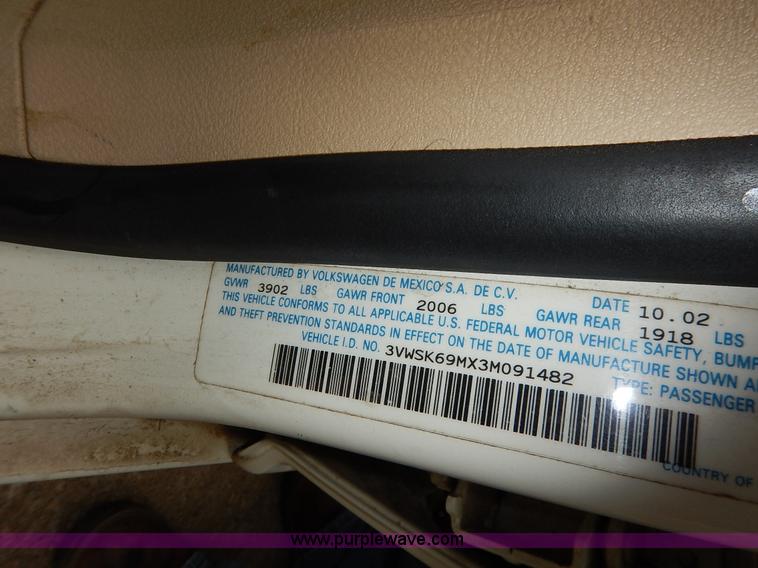 MANUFACTURED BY VOLKSWAGEN DE MEXICO S.A. DE C.V. DATE 10.02
GVWR 3902 LBS GAWR FRONT 2006 LBS GAWR REAR 1918 LBS
THIS VEHICLE CONFORMS TO ALL APPLICABLE U.S. FEDERAL MOTOR VEHICLE SAFETY, BUMP
AND THEFT PREVENTION STANDARDS IN EFFECT ON THE DATE OF MANUFACTURE SHOWN A
VEHICLE I.D. NO. 3VWSK69MX3M091482
TYPE: PASSENGER
COUNTRY OF
www.purplewave.com